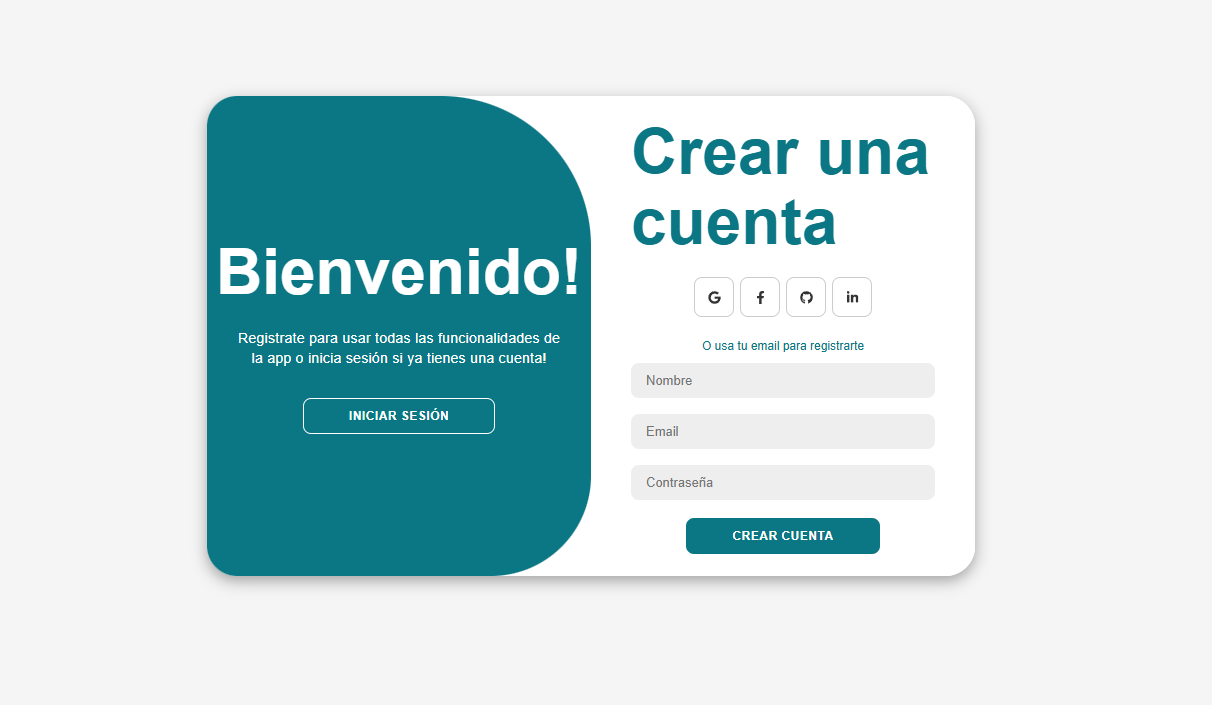 Bienvenido!
Registrate para usar todas las funcionalidades de
la app o inicia sesión si ya tienes una cuenta!
INICIAR SESIÓN
Crear una
cuenta
O usa tu email para registrarte
Nombre
Email
Contraseña
CREAR CUENTA